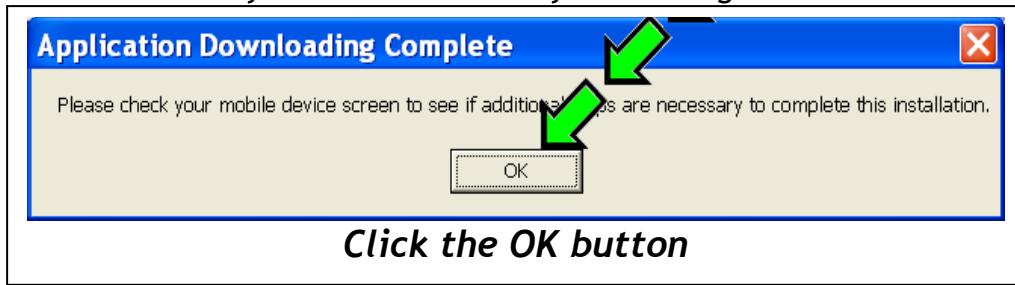 Application Downloading Complete
Please check your mobile device screen to see if additional are necessary to complete this installation.
OK
Click the OK button